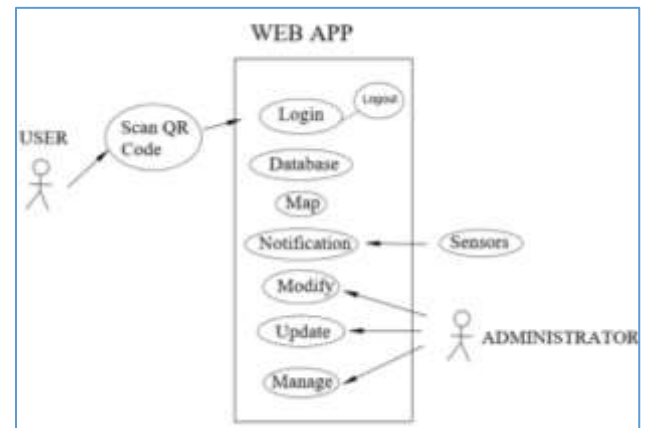 WEB APP
Logout
Login
USER
Scan QR
Code
Database
Map
Notification
Sensors
Modify
Update
ADMINISTRATOR
Manage